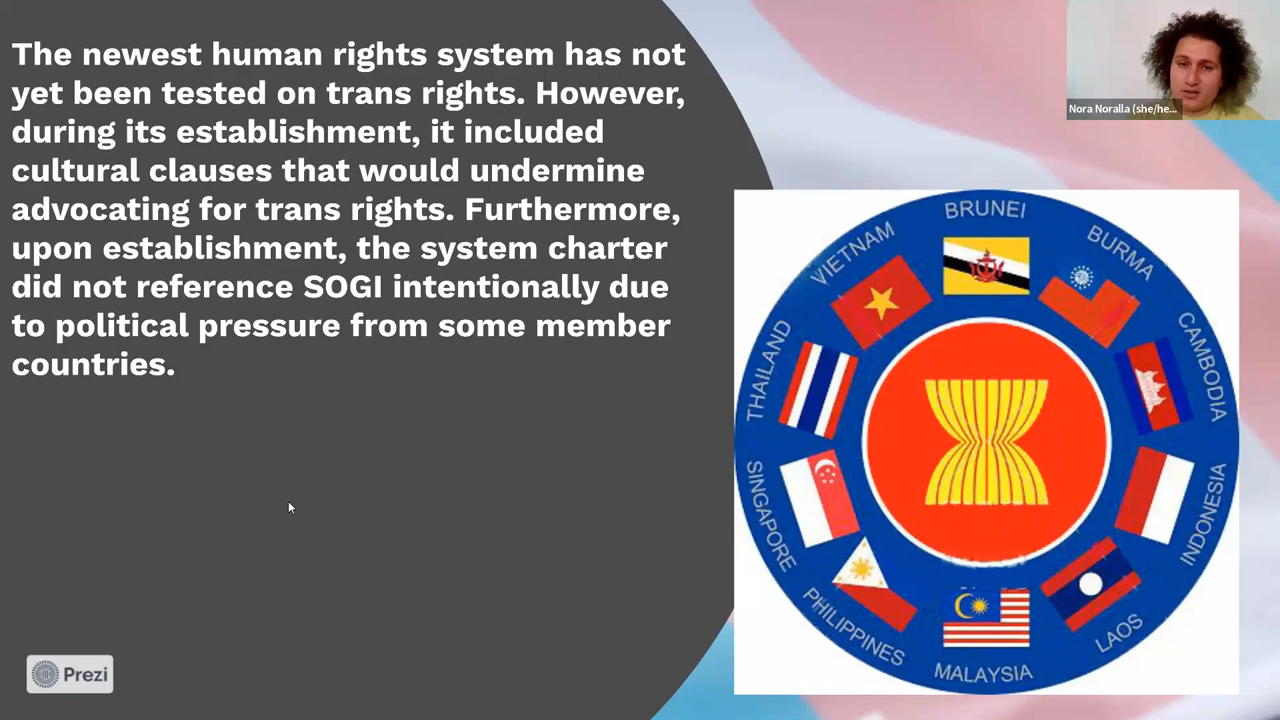 The newest human rights system has not
yet been tested on trans rights. However,
during its establishment, it included
cultural clauses that would undermine
advocating for trans rights. Furthermore,
upon establishment, the system charter
did not reference SOGI intentionally due
to political pressure from some member
countries.
Nora Noralla (she/he...
BRUNEI
BURMA
CAMBODIA
INDONESIA
LAOS
MALAYSIA
PHILIPPINES
SINGAPORE
THAILAND
VIETNAM
Prezi